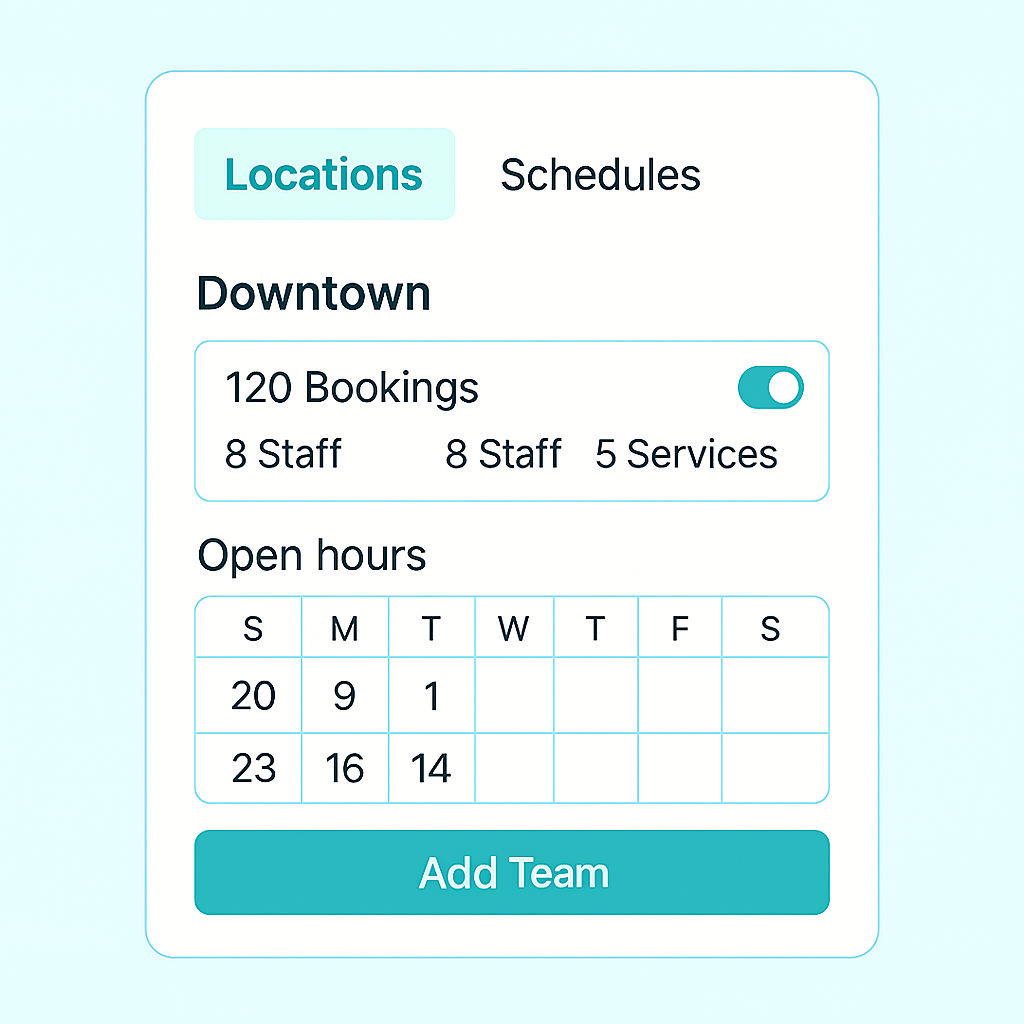 Locations Schedules
Downtown
120 Bookings
8 Staff 8 Staff 5 Services
Open hours
S M T W T F S
20 9 1
23 16 14
Add Team